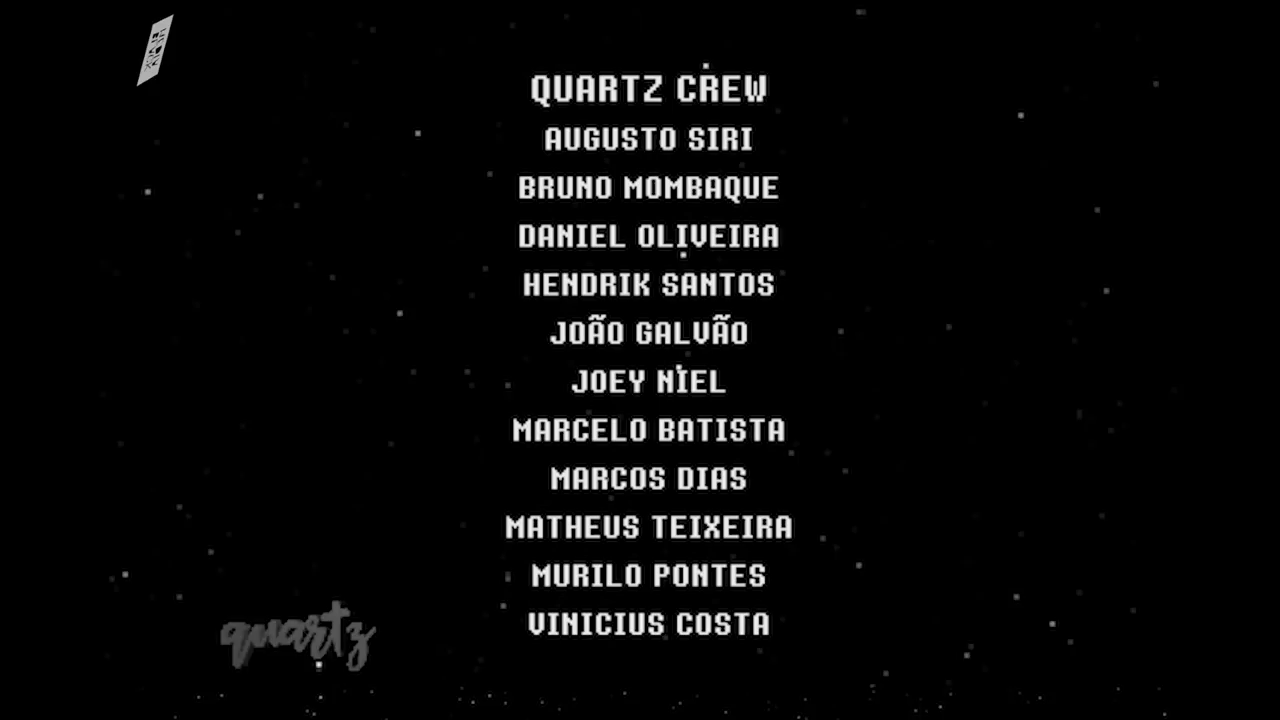 QUARTZ CREW
AUGUSTO SIRI
BRUNO MOMBAQUE
DANIEL OLIVEIRA
HENDRIK SANTOS
JOÃO GALVÃO
JOEY NIEL
MARCELO BATISTA
MARCOS DIAS
MATHEUS TEIXEIRA
MURILO PONTES
VINICIUS COSTA
quartz